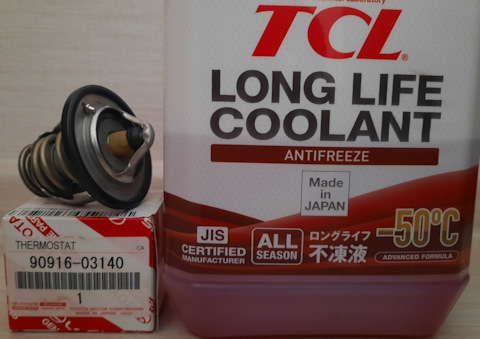 TCL
®
LONG LIFE
COOLANT
ANTIFREEZE
Made in
JAPAN
JIS
CERTIFIED
MANUFACTURER
ALL
SEASON
ロングライフ
不凍液
-50°C
ADVANCED FORMULA
THERMOSTAT
CA
90916-03140
1